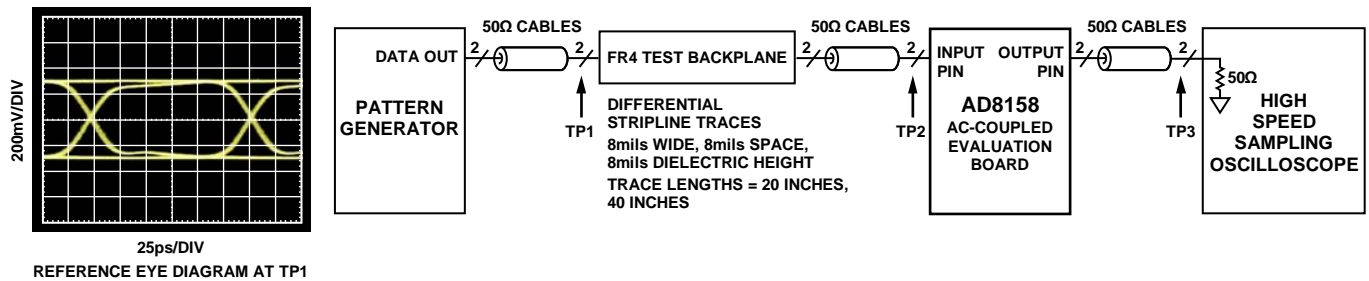 200mV/DIV
25ps/DIV
REFERENCE EYE DIAGRAM AT TP1
DATA OUT
PATTERN
GENERATOR
50Ω CABLES
2
2
TP1
FR4 TEST BACKPLANE
DIFFERENTIAL
STRIPLINE TRACES
8mils WIDE, 8mils SPACE,
8mils DIELECTRIC HEIGHT
TRACE LENGTHS = 20 INCHES,
40 INCHES
50Ω CABLES
2
2
TP2
INPUT
PIN
OUTPUT
PIN
AD8158
AC-COUPLED
EVALUATION
BOARD
50Ω CABLES
2
2
TP3
50Ω
HIGH
SPEED
SAMPLING
OSCILLOSCOPE